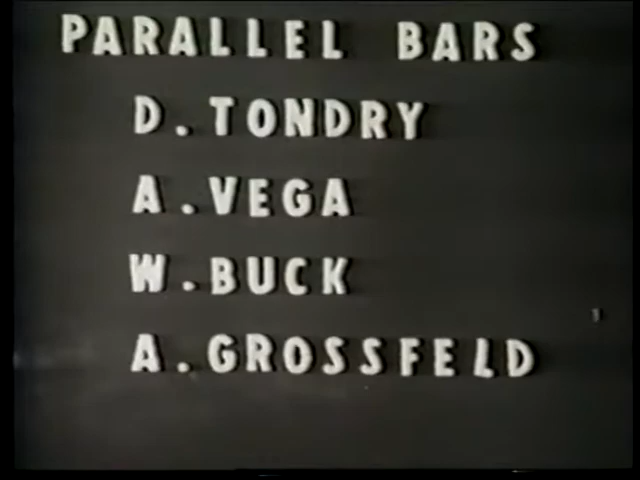 PARALLEL BARS
D. TONDRY
A. VEGA
W. BUCK
A. GROSSFELD